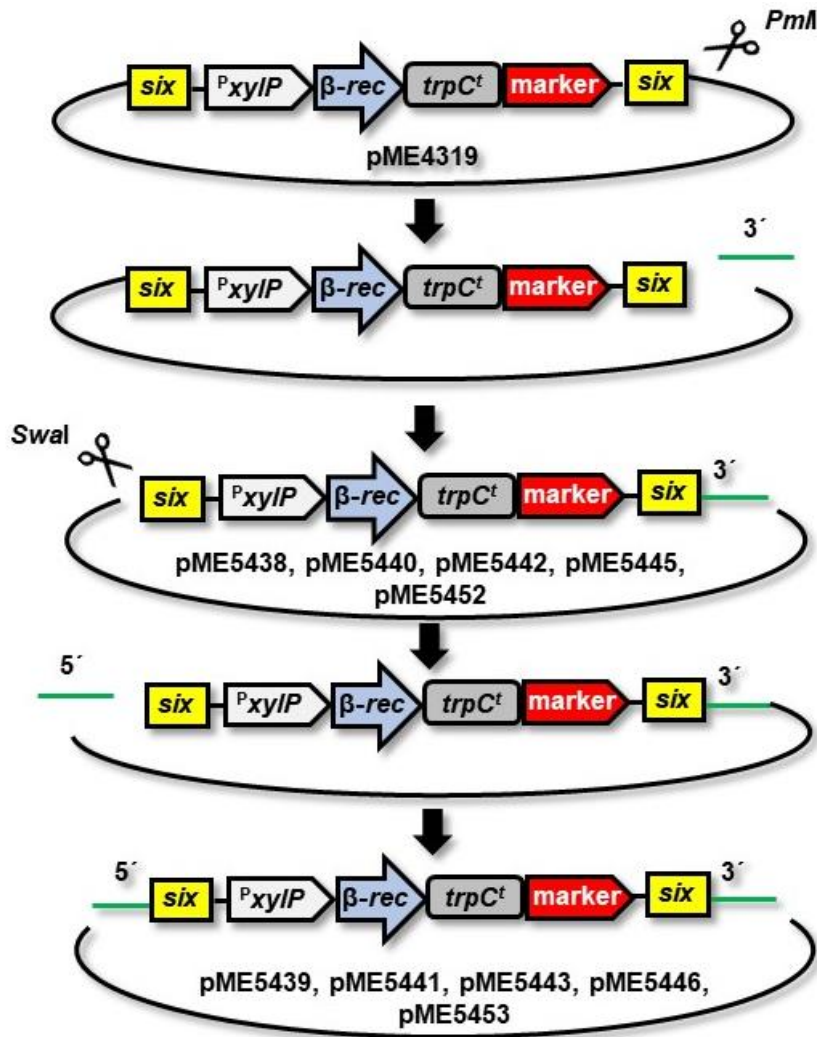 PmlI
six PxylP β-rec trpCt marker six
pME4319
3´
six PxylP β-rec trpCt marker six
SwaI
3´
six PxylP β-rec trpCt marker six
pME5438, pME5440, pME5442, pME5445,
pME5452
5´
3´
six PxylP β-rec trpCt marker six
5´
3´
six PxylP β-rec trpCt marker six
pME5439, pME5441, pME5443, pME5446,
pME5453